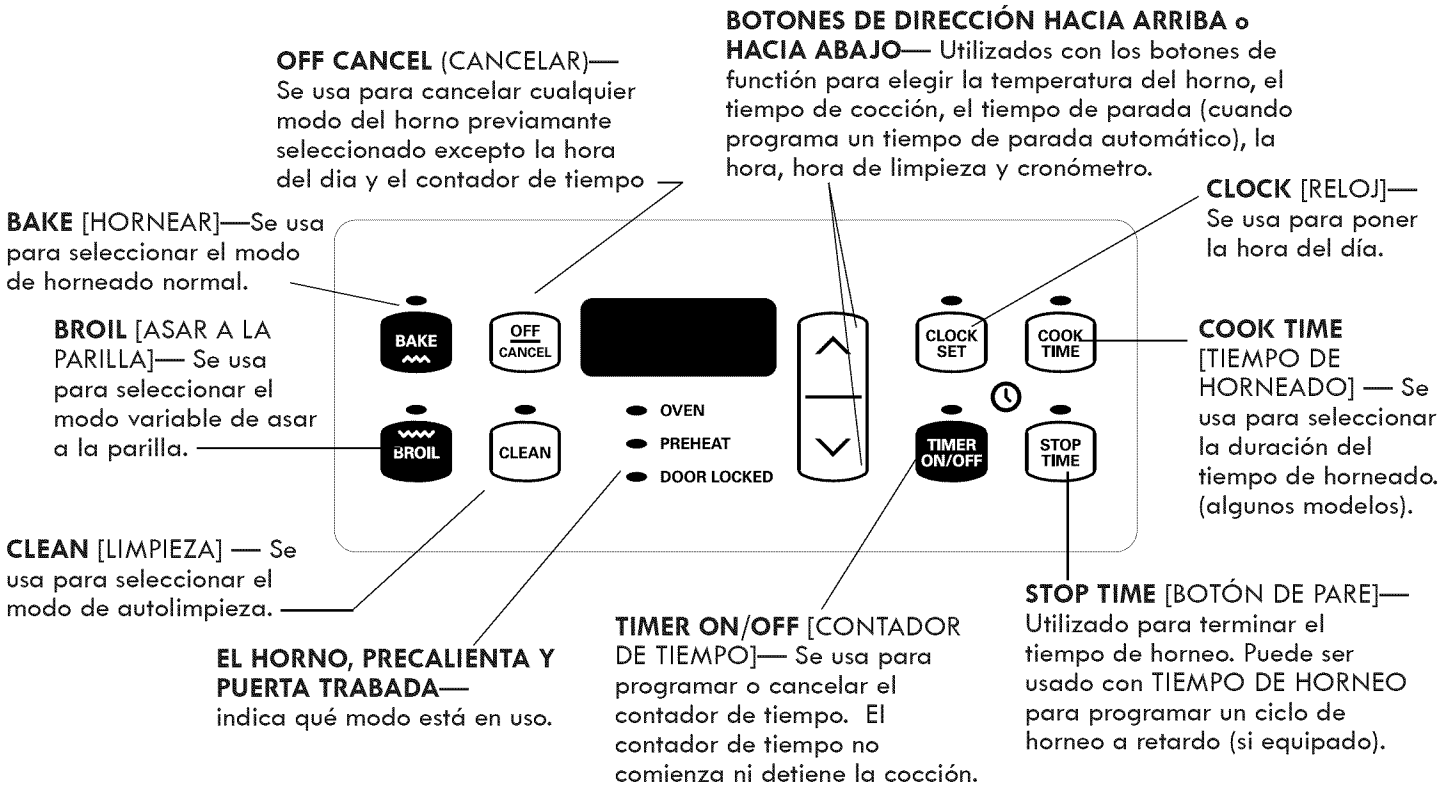 BOTONES DE DIRECCIÓN HACIA ARRIBA o
HACIA ABAJO— Utilizados con los botones de
functión para elegir la temperatura del horno, el
tiempo de cocción, el tiempo de parada (cuando
programa un tiempo de parada automático), la
hora, hora de limpieza y cronómetro.
OFF CANCEL (CANCELAR)—
Se usa para cancelar cualquier
modo del horno previamante
seleccionado excepto la hora
del dia y el contador de tiempo
CLOCK [RELOJ]—
Se usa para poner
la hora del día.
BAKE [HORNEAR]—Se usa
para seleccionar el modo
de horneado normal.
BROIL [ASAR A LA
PARILLA]— Se usa
para seleccionar el
modo variable de asar
a la parilla.
BAKE
OFF
CANCEL
CLOCK
SET
COOK
TIME
COOK TIME
[TIEMPO DE
HORNEADO] — Se
usa para seleccionar
la duración del
tiempo de horneado.
(algunos modelos).
BROIL
CLEAN
OVEN
PREHEAT
DOOR LOCKED
TIMER
ON/OFF
STOP
TIME
CLEAN [LIMPIEZA] — Se
usa para seleccionar el
modo de autolimpieza.
EL HORNO, PRECALIENTA Y
PUERTA TRABADA—
indica qué modo está en uso.
TIMER ON/OFF [CONTADOR
DE TIEMPO]— Se usa para
programar o cancelar el
contador de tiempo. El
contador de tiempo no
comienza ni detiene la cocción.
STOP TIME [BOTÓN DE PARE]—
Utilizado para terminar el
tiempo de horneo. Puede ser
usado con TIEMPO DE HORNEO
para programar un ciclo de
horneo a retardo (si equipado).